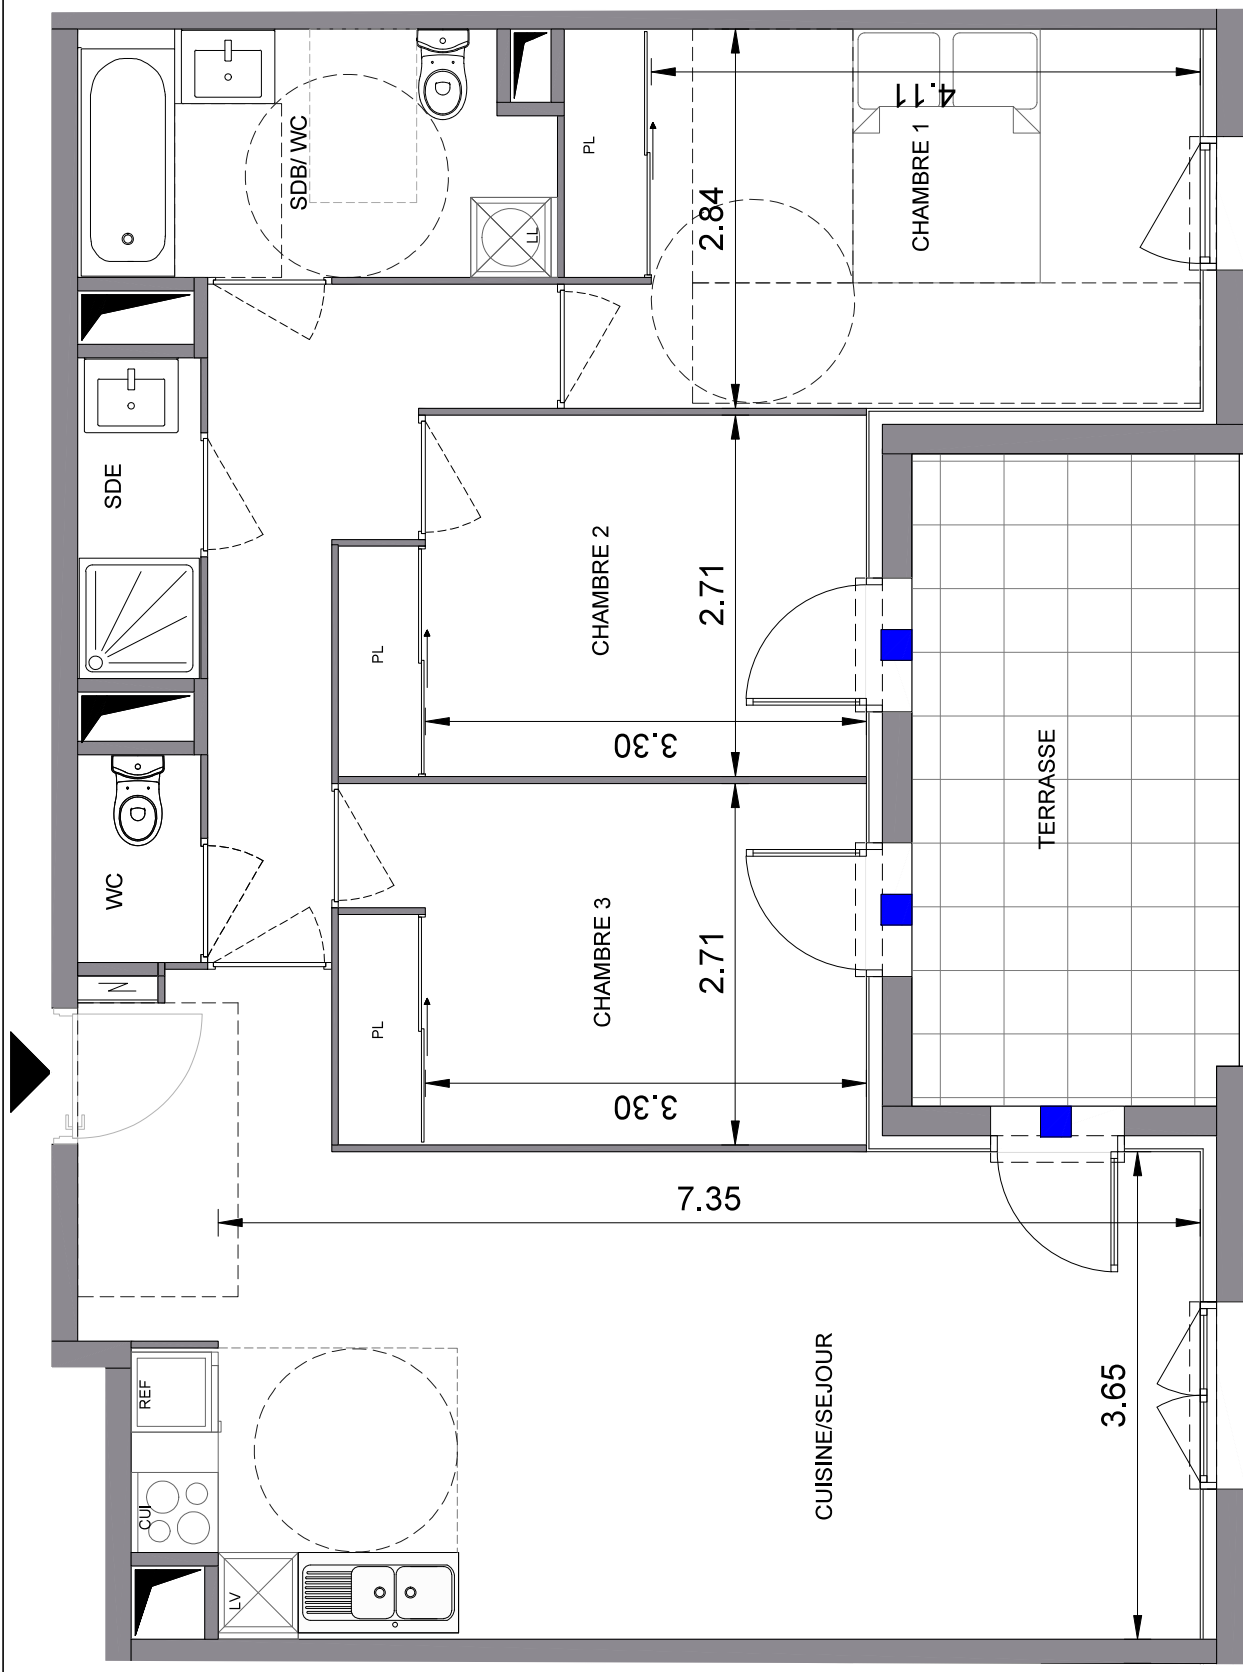 SDB/ WC
PL
4.11
CHAMBRE 1
2.84
LL
SDE
CHAMBRE 2
2.71
PL
3.30
TERRASSE
WC
CHAMBRE 3
2.71
PL
3.30
7.35
REF
CUI
LV
CUISINE/SEJOUR
3.65